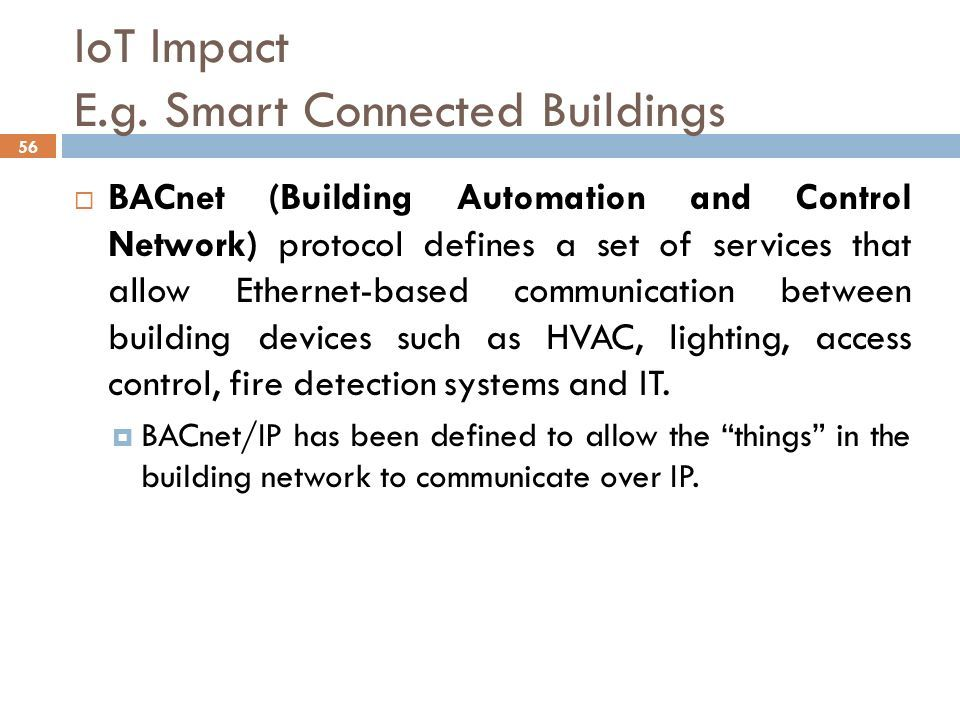 IoT Impact
E.g. Smart Connected Buildings
56
BACnet (Building Automation and Control
Network) protocol defines a set of services that
allow Ethernet-based communication between
building devices such as HVAC, lighting, access
control, fire detection systems and IT.
BACnet/IP has been defined to allow the “things” in the
building network to communicate over IP.